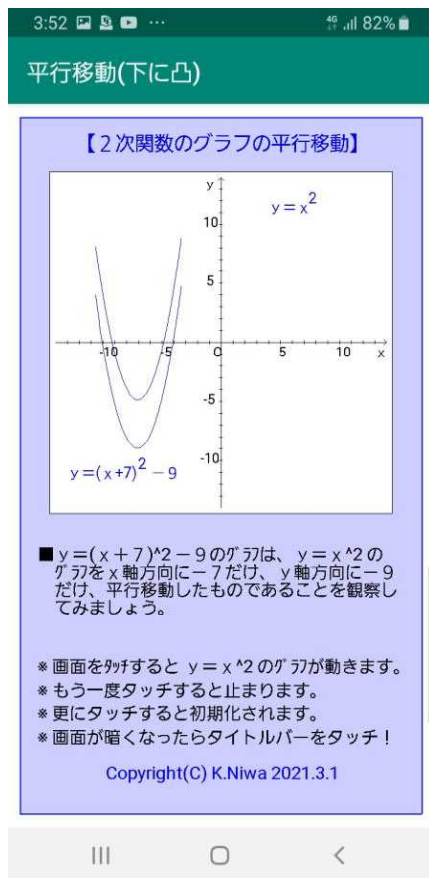 3:52 4G 82%
平行移動(下に凸)
【2次関数のグラフの平行移動】
y
y=x^2
10
5
-10 -5 O 5 10 x
-5
-10
y=(x+7)^2-9
■y=(x+7)^2-9のｸﾞﾗﾌは、y=x^2の
ｸﾞﾗﾌをx軸方向に-7だけ、y軸方向に-9
だけ、平行移動したものであることを観察し
てみましょう。
※画面をﾀｯﾁすると y=x^2のｸﾞﾗﾌが動きます。
※もう一度タッチすると止まります。
※更にタッチすると初期化されます。
※画面が暗くなったらタイトルバーをタッチ！
Copyright(C) K.Niwa 2021.3.1